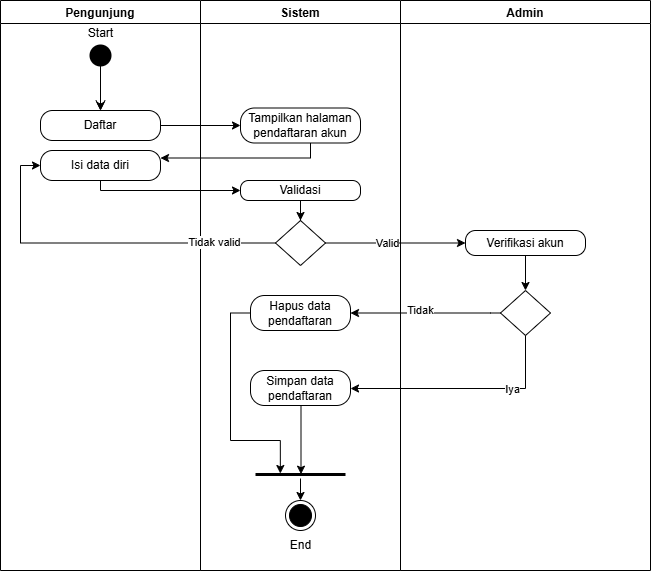 Pengunjung
Sistem
Admin
Start
Daftar
Tampilkan halaman
pendaftaran akun
Isi data diri
Validasi
Tidak valid
Valid
Verifikasi akun
Hapus data
pendaftaran
Tidak
Simpan data
pendaftaran
Iya
End